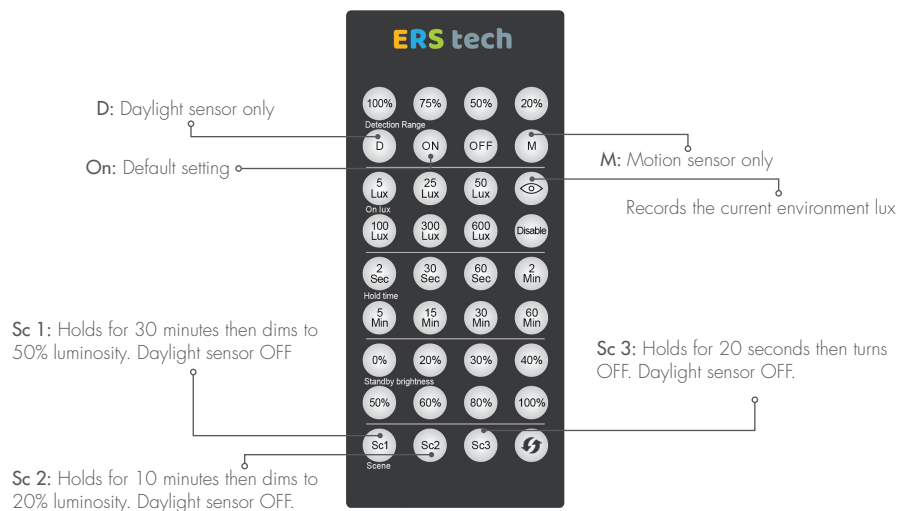 ERS tech
100% 75% 50% 20%
Detection Range
D: Daylight sensor only
D ON OFF M
M: Motion sensor only
On: Default setting
5 Lux 25 Lux 50 Lux
On lux
Records the current environment lux
100 Lux 300 Lux 600 Lux Disable
2 Sec 30 Sec 60 Sec 2 Min
Hold time
5 Min 15 Min 30 Min 60 Min
Sc 1: Holds for 30 minutes then dims to
50% luminosity. Daylight sensor OFF
0% 20% 30% 40%
Standby brightness
Sc 3: Holds for 20 seconds then turns
OFF. Daylight sensor OFF.
50% 60% 80% 100%
Sc1 Sc2 Sc3
Scene
Sc 2: Holds for 10 minutes then dims to
20% luminosity. Daylight sensor OFF.